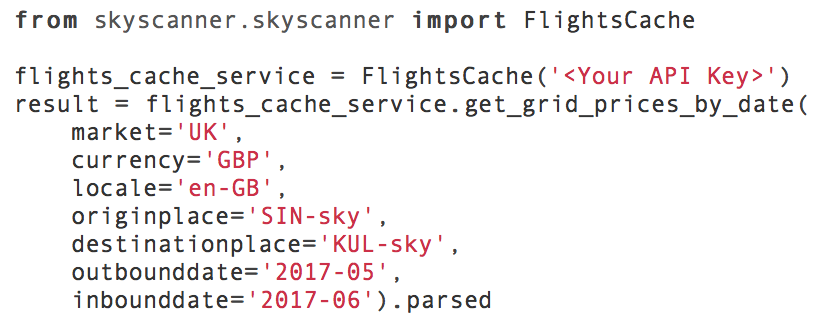 from skyscanner.skyscanner import FlightsCache
flights_cache_service = FlightsCache('<Your API Key>')
result = flights_cache_service.get_grid_prices_by_date(
    market='UK',
    currency='GBP',
    locale='en-GB',
    originplace='SIN-sky',
    destinationplace='KUL-sky',
    outbounddate='2017-05',
    inbounddate='2017-06').parsed